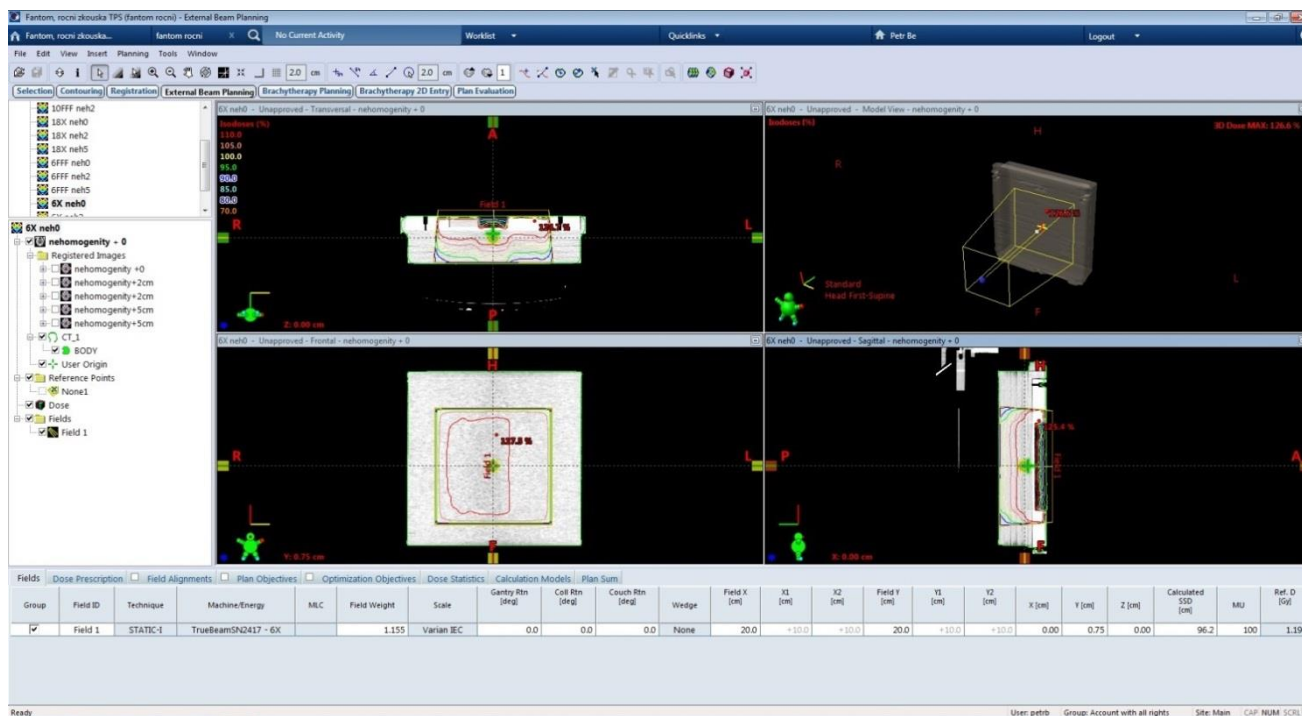 Fantom, rocni zkouska TPS (fantom rocni) - External Beam Planning
Fantom, rocni zkouska... fantom rocni X No Current Activity Worklist Quicklinks Petr Be Logout
File Edit View Insert Planning Tools Window
2.0 cm 2.0 cm 1
Selection Contouring Registration External Beam Planning Brachytherapy Planning Brachytherapy 2D Entry Plan Evaluation
10FFF neh2
18X neh0
18X neh2
18X neh5
6FFF neh0
6FFF neh2
6FFF neh5
6X neh0
6X neh0
nehomogenity + 0
Registered Images
nehomogenity +0
nehomogenity+2cm
nehomogenity+2cm
nehomogenity+5cm
nehomogenity+5cm
CT_1
BODY
User Origin
Reference Points
None1
Dose
Fields
Field 1
6X neh0 - Unapproved - Transversal - nehomogenity + 0
Isodoses (%)
110.0
105.0
100.0
95.0
90.0
85.0
80.0
70.0
A
Field 1
R
L
P
Z: 0.00 cm
6X neh0 - Unapproved - Model View - nehomogenity + 0
Isodoses (%)
3D Dose MAX: 126.6 %
H
R
L
Standard
Head First-Supine
F
6X neh0 - Unapproved - Frontal - nehomogenity + 0
H
127.5 %
R
Field 1
L
F
Y: 0.75 cm
6X neh0 - Unapproved - Sagittal - nehomogenity + 0
H
P
Field 1
A
F
X: 0.00 cm
Fields Dose Prescription Field Alignments Plan Objectives Optimization Objectives Dose Statistics Calculation Models Plan Sum
Group Field ID Technique Machine/Energy MLC Field Weight Scale Gantry Rtn [deg] Coll Rtn [deg] Couch Rtn [deg] Wedge Field X [cm] X1 [cm] X2 [cm] Field Y [cm] Y1 [cm] Y2 [cm] X [cm] Y [cm] Z [cm] Calculated SSD [cm] MU Ref. D [Gy]
Field 1 STATIC-I TrueBeamSN2417 - 6X 1.155 Varian IEC 0.0 0.0 0.0 None 20.0 +10.0 +10.0 20.0 +10.0 +10.0 0.00 0.75 0.00 96.2 100 1.19
Ready User: petrb Group: Account with all rights Site: Main CAP NUM SCRL